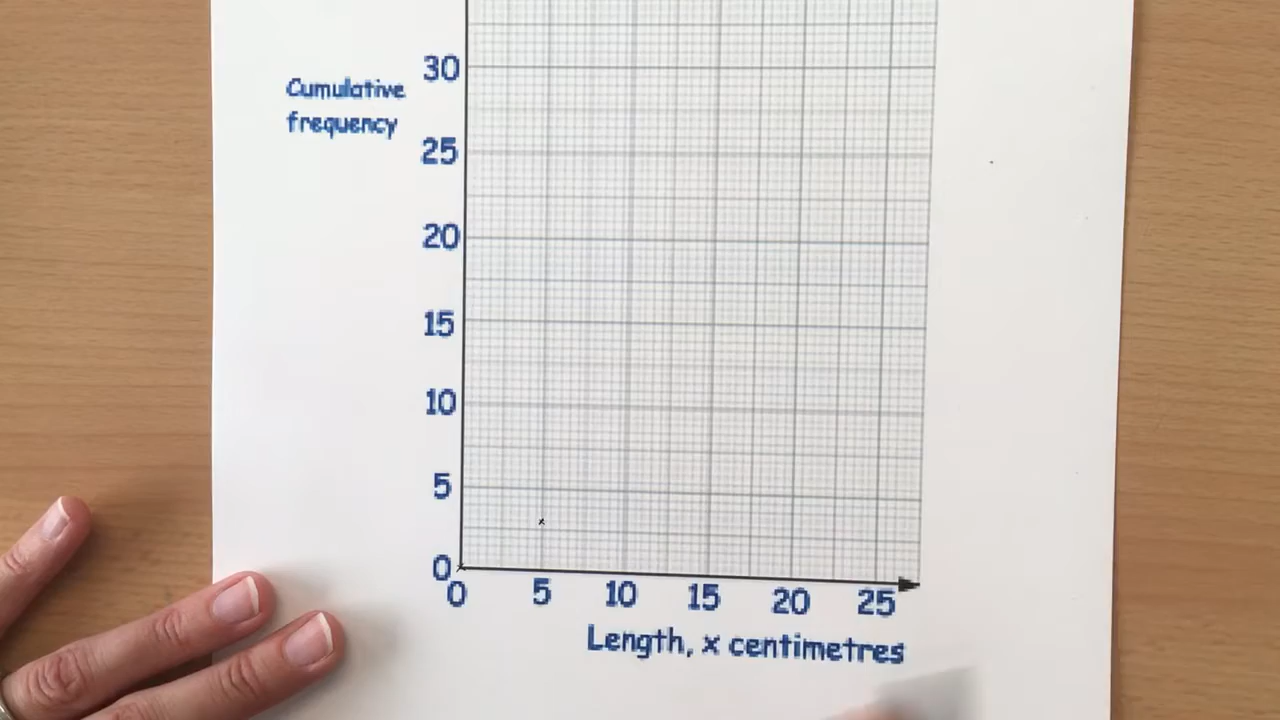 30
Cumulative
frequency
25
20
15
10
5
0
0 5 10 15 20 25
Length, x centimetres